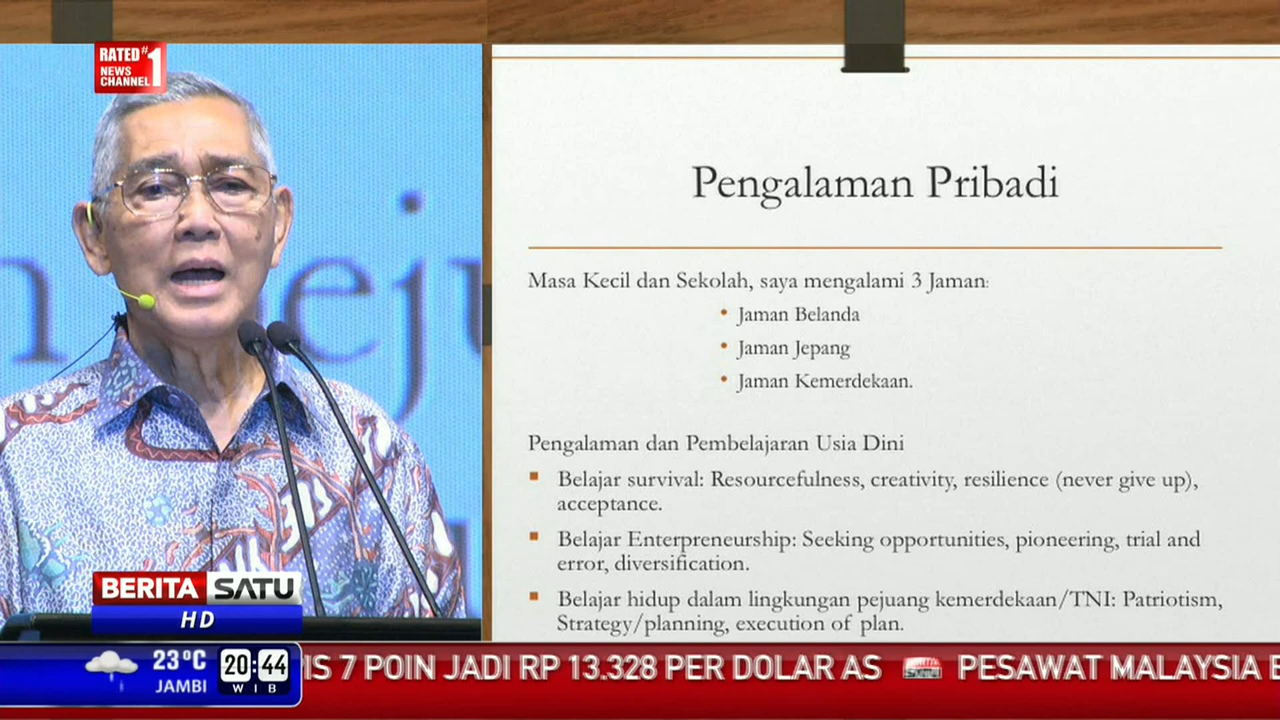 RATED #1
NEWS
CHANNEL
n eju
Pengalaman Pribadi
Masa Kecil dan Sekolah, saya mengalami 3 Jaman:
• Jaman Belanda
• Jaman Jepang
• Jaman Kemerdekaan.
Pengalaman dan Pembelajaran Usia Dini
Belajar survival: Resourcefulness, creativity, resilience (never give up),
acceptance.
Belajar Enterpreneurship: Seeking opportunities, pioneering, trial and
error, diversification.
Belajar hidup dalam lingkungan pejuang kemerdekaan/TNI: Patriotism,
Strategy/planning, execution of plan.
BERITA SATU
HD
23°C
JAMBI
20:44
WIB
IS 7 POIN JADI RP 13.328 PER DOLAR AS PESAWAT MALAYSIA